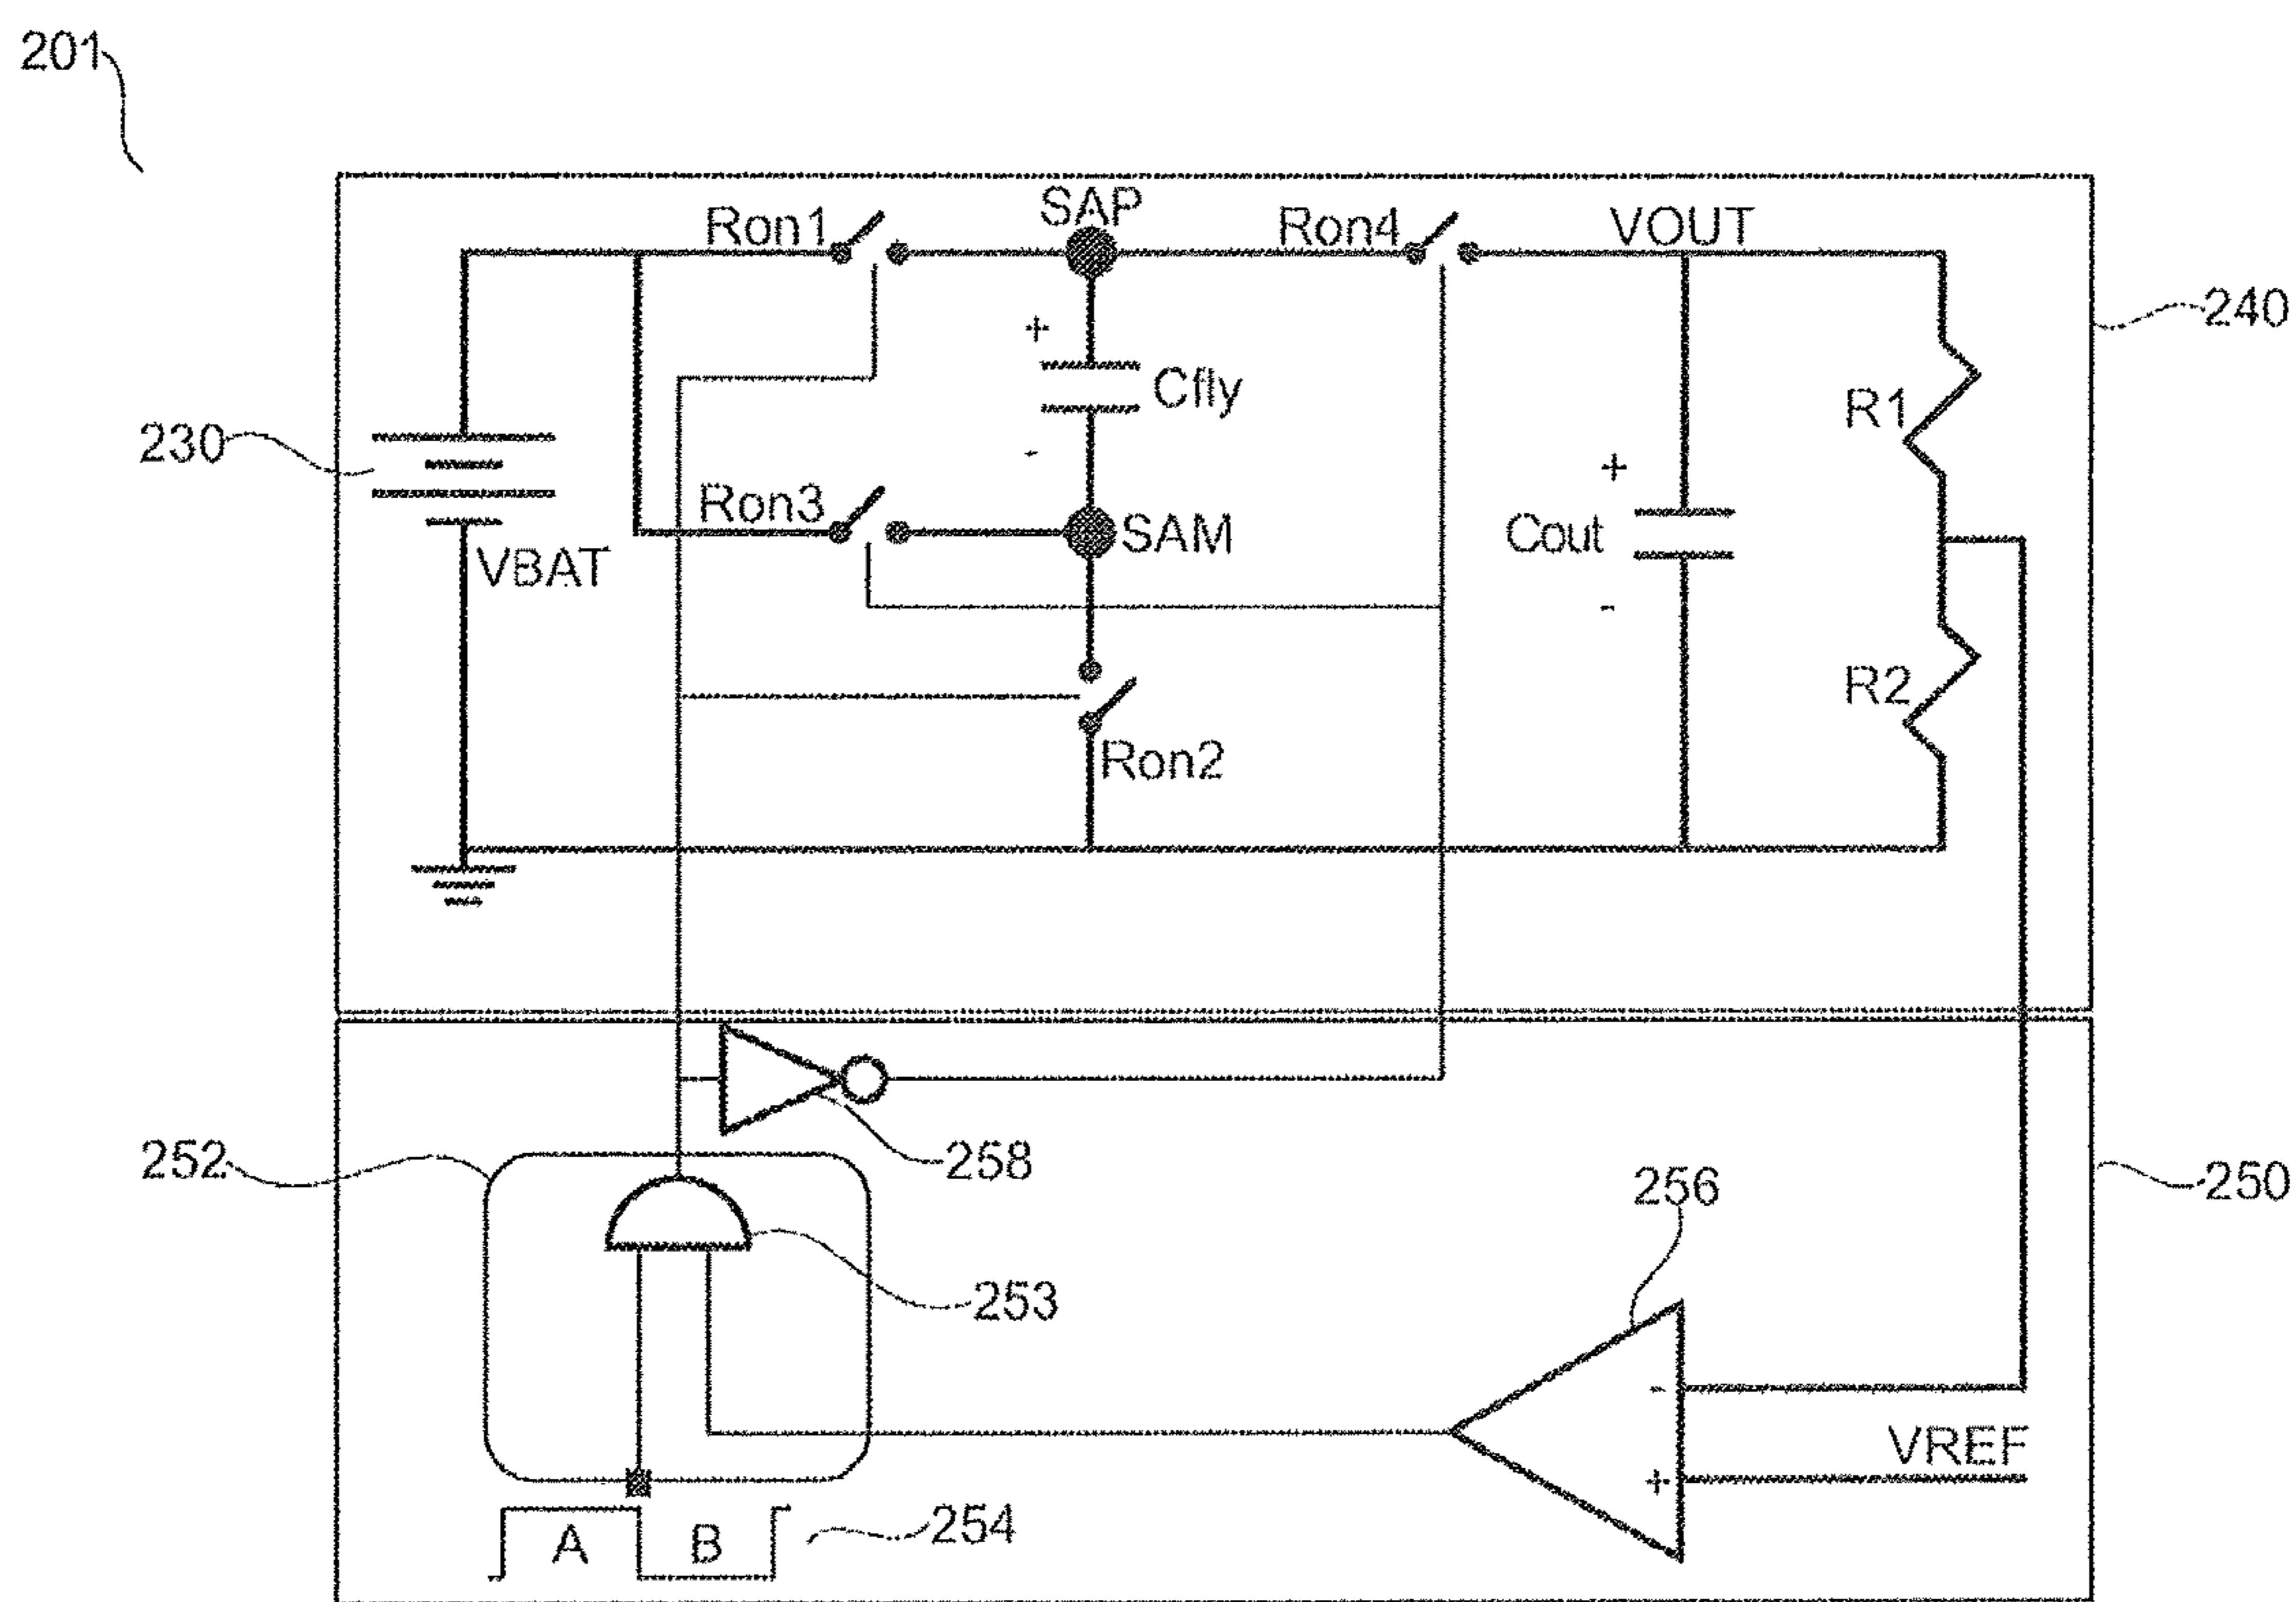 201
SAP
Ron1
Ron4
VOUT
240
+
Cfly
R1
230
-
+
Ron3
SAM
Cout
VBAT
-
R2
Ron2
252
258
256
250
253
-
VREF
+
254
A
B